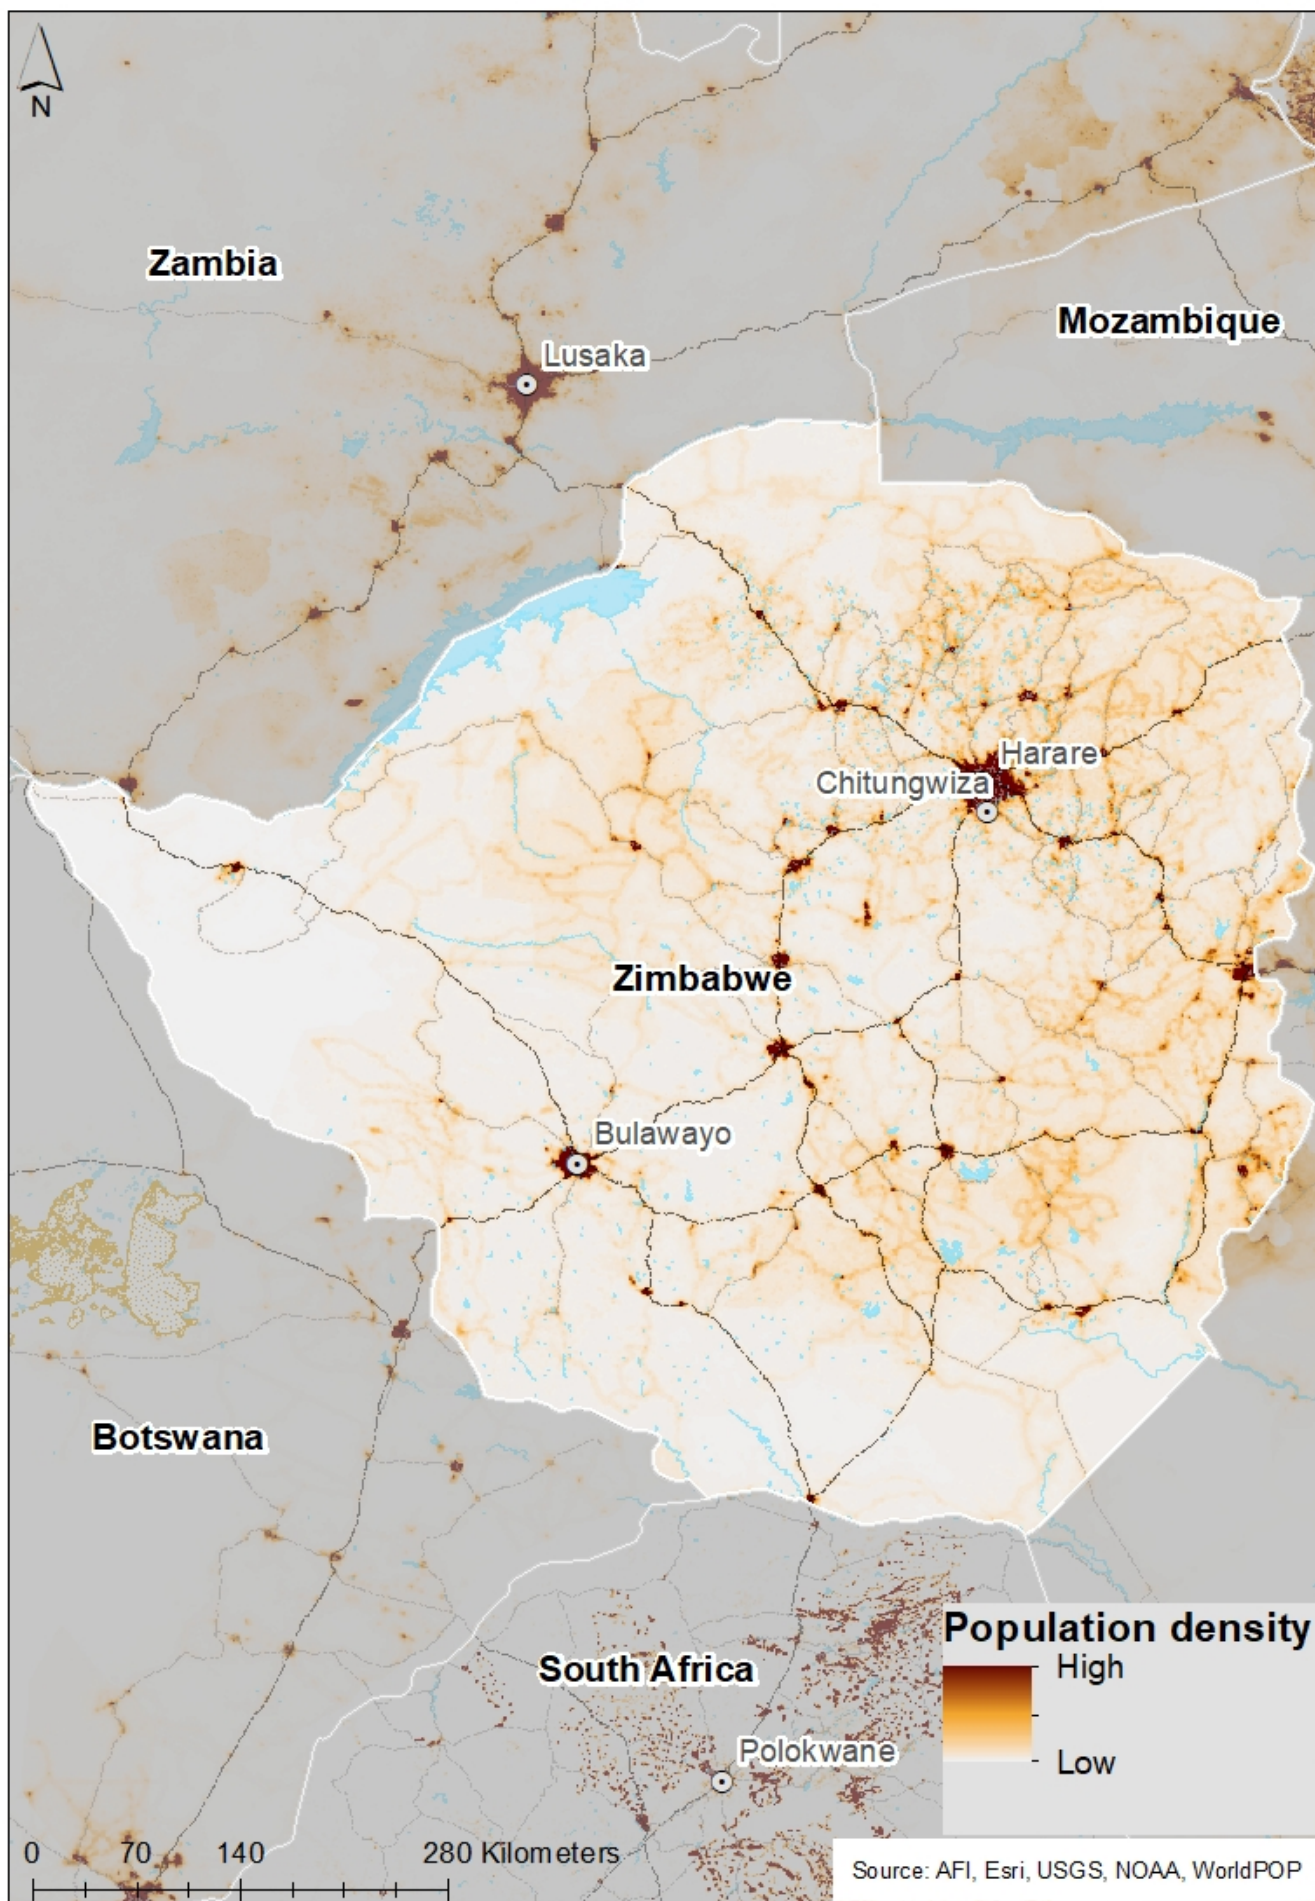 N
Zambia
Mozambique
Lusaka
Harare
Chitungwiza
Zimbabwe
Bulawayo
Botswana
South Africa
Polokwane
Population density
High
Low
0 70 140 280 Kilometers
Source: AFI, Esri, USGS, NOAA, WorldPOP